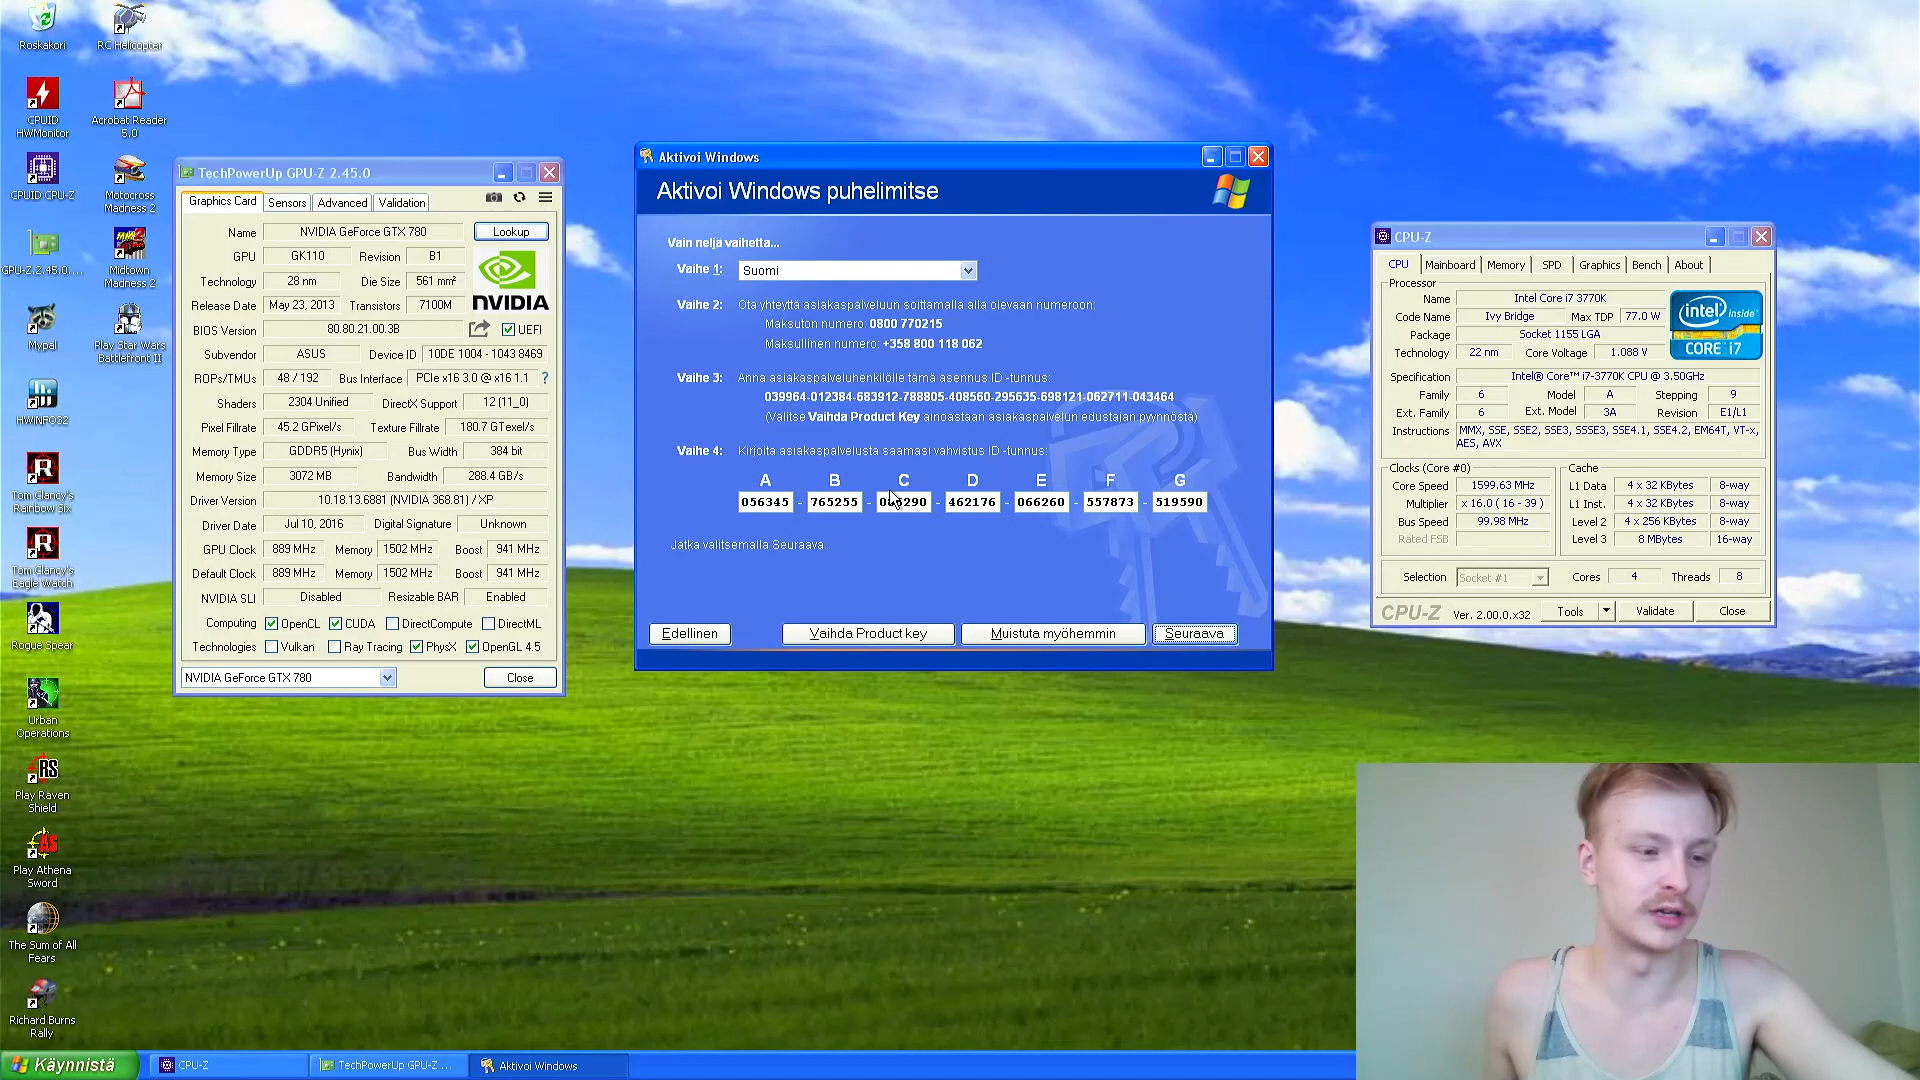 Roskakori
RC Helicopter
CPUID
HWMonitor
Acrobat Reader
5.0
CPUID CPU-Z
Motocross
Madness 2
GPU-Z.2.45.0....
Midtown
Madness 2
Mypal
Play Star Wars
Battlefront II
HWiNFO32
Tom Clancy's
Rainbow Six
Tom Clancy's
Eagle Watch
Rogue Spear
Urban
Operations
Play Raven
Shield
Play Athena
Sword
The Sum of All
Fears
Richard Burns
Rally
TechPowerUp GPU-Z 2.45.0
Graphics Card Sensors Advanced Validation
Name NVIDIA GeForce GTX 780 Lookup
GPU GK110 Revision B1
Technology 28 nm Die Size 561 mm²
Release Date May 23, 2013 Transistors 7100M
NVIDIA
BIOS Version 80.80.21.00.3B UEFI
Subvendor ASUS Device ID 10DE 1004 - 1043 8469
ROPs/TMUs 48 / 192 Bus Interface PCIe x16 3.0 @ x16 1.1 ?
Shaders 2304 Unified DirectX Support 12 (11_0)
Pixel Fillrate 45.2 GPixel/s Texture Fillrate 180.7 GTexel/s
Memory Type GDDR5 (Hynix) Bus Width 384 bit
Memory Size 3072 MB Bandwidth 288.4 GB/s
Driver Version 10.18.13.6881 (NVIDIA 368.81) / XP
Driver Date Jul 10, 2016 Digital Signature Unknown
GPU Clock 889 MHz Memory 1502 MHz Boost 941 MHz
Default Clock 889 MHz Memory 1502 MHz Boost 941 MHz
NVIDIA SLI Disabled Resizable BAR Enabled
Computing OpenCL CUDA DirectCompute DirectML
Technologies Vulkan Ray Tracing PhysX OpenGL 4.5
NVIDIA GeForce GTX 780 Close
Aktivoi Windows
Aktivoi Windows puhelimitse
Vain neljä vaihetta...
Vaihe 1: Suomi
Vaihe 2: Ota yhteyttä asiakaspalveluun soittamalla alla olevaan numeroon:
Maksuton numero: 0800 770215
Maksullinen numero: +358 800 118 062
Vaihe 3: Anna asiakaspalveluhenkilölle tämä asennus ID -tunnus:
039964-012384-683912-788805-408560-295635-698121-062711-043464
(Valitse Vaihda Product Key ainoastaan asiakaspalvelun edustajan pyynnöstä)
Vaihe 4: Kirjoita asiakaspalvelusta saamasi vahvistus ID -tunnus:
A B C D E F G
056345 - 765255 - - 462176 - 066260 - 557873 - 519590
Jatka valitsemalla Seuraava.
Edellinen Vaihda Product key Muistuta myöhemmin Seuraava
CPU-Z
CPU Mainboard Memory SPD Graphics Bench About
Processor
Name Intel Core i7 3770K
Code Name Ivy Bridge Max TDP 77.0 W
Package Socket 1155 LGA
Technology 22 nm Core Voltage 1.088 V
intel inside
CORE i7
Specification Intel® Core™ i7-3770K CPU @ 3.50GHz
Family 6 Model A Stepping 9
Ext. Family 6 Ext. Model 3A Revision E1/L1
Instructions MMX, SSE, SSE2, SSE3, SSSE3, SSE4.1, SSE4.2, EM64T, VT-x,
AES, AVX
Clocks (Core #0) Cache
Core Speed 1599.63 MHz L1 Data 4 x 32 KBytes 8-way
Multiplier x 16.0 ( 16 - 39 ) L1 Inst. 4 x 32 KBytes 8-way
Bus Speed 99.98 MHz Level 2 4 x 256 KBytes 8-way
Rated FSB Level 3 8 MBytes 16-way
Selection Socket #1 Cores 4 Threads 8
CPU-Z Ver. 2.00.0.x32 Tools Validate Close
Käynnistä CPU-Z TechPowerUp GPU-Z ... Aktivoi Windows